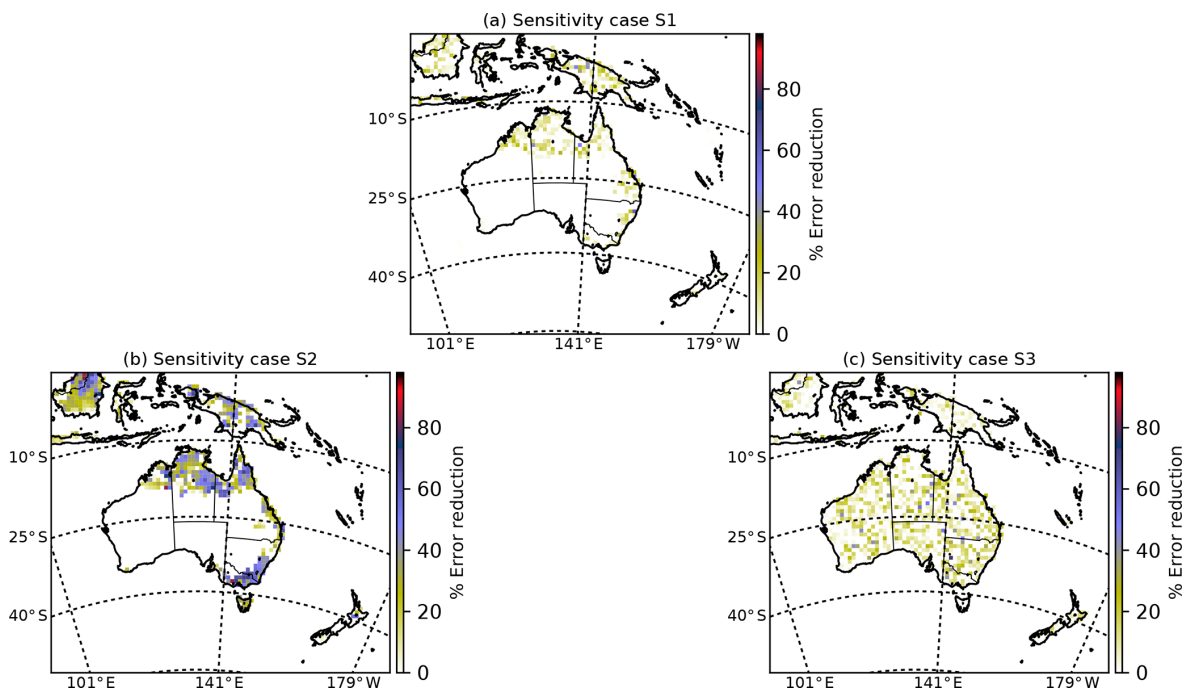 (a) Sensitivity case S1
10°S
25°S
40°S
101°E
141°E
179°W
80
60
40
20
0
% Error reduction
(b) Sensitivity case S2
10°S
25°S
40°S
101°E
141°E
179°W
80
60
40
20
0
% Error reduction
(c) Sensitivity case S3
10°S
25°S
40°S
101°E
141°E
179°W
80
60
40
20
0
% Error reduction